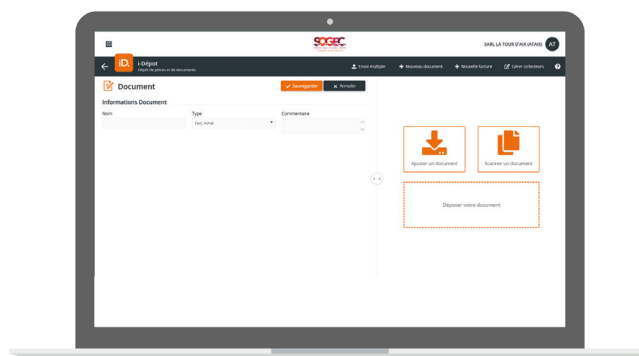 SOGEC
SARL LA TOUR D'AIX (ATAIX) AT
iD.
i-Dépôt
Dépôt de pièces et de documents
Envoi multiple
Nouveau document
Nouvelle facture
Gérer collecteurs
Document
Sauvegarder
Annuler
Informations Document
Nom
Type
Commentaire
Fact. Achat
Ajouter un document
Scanner un document
Déposer votre document